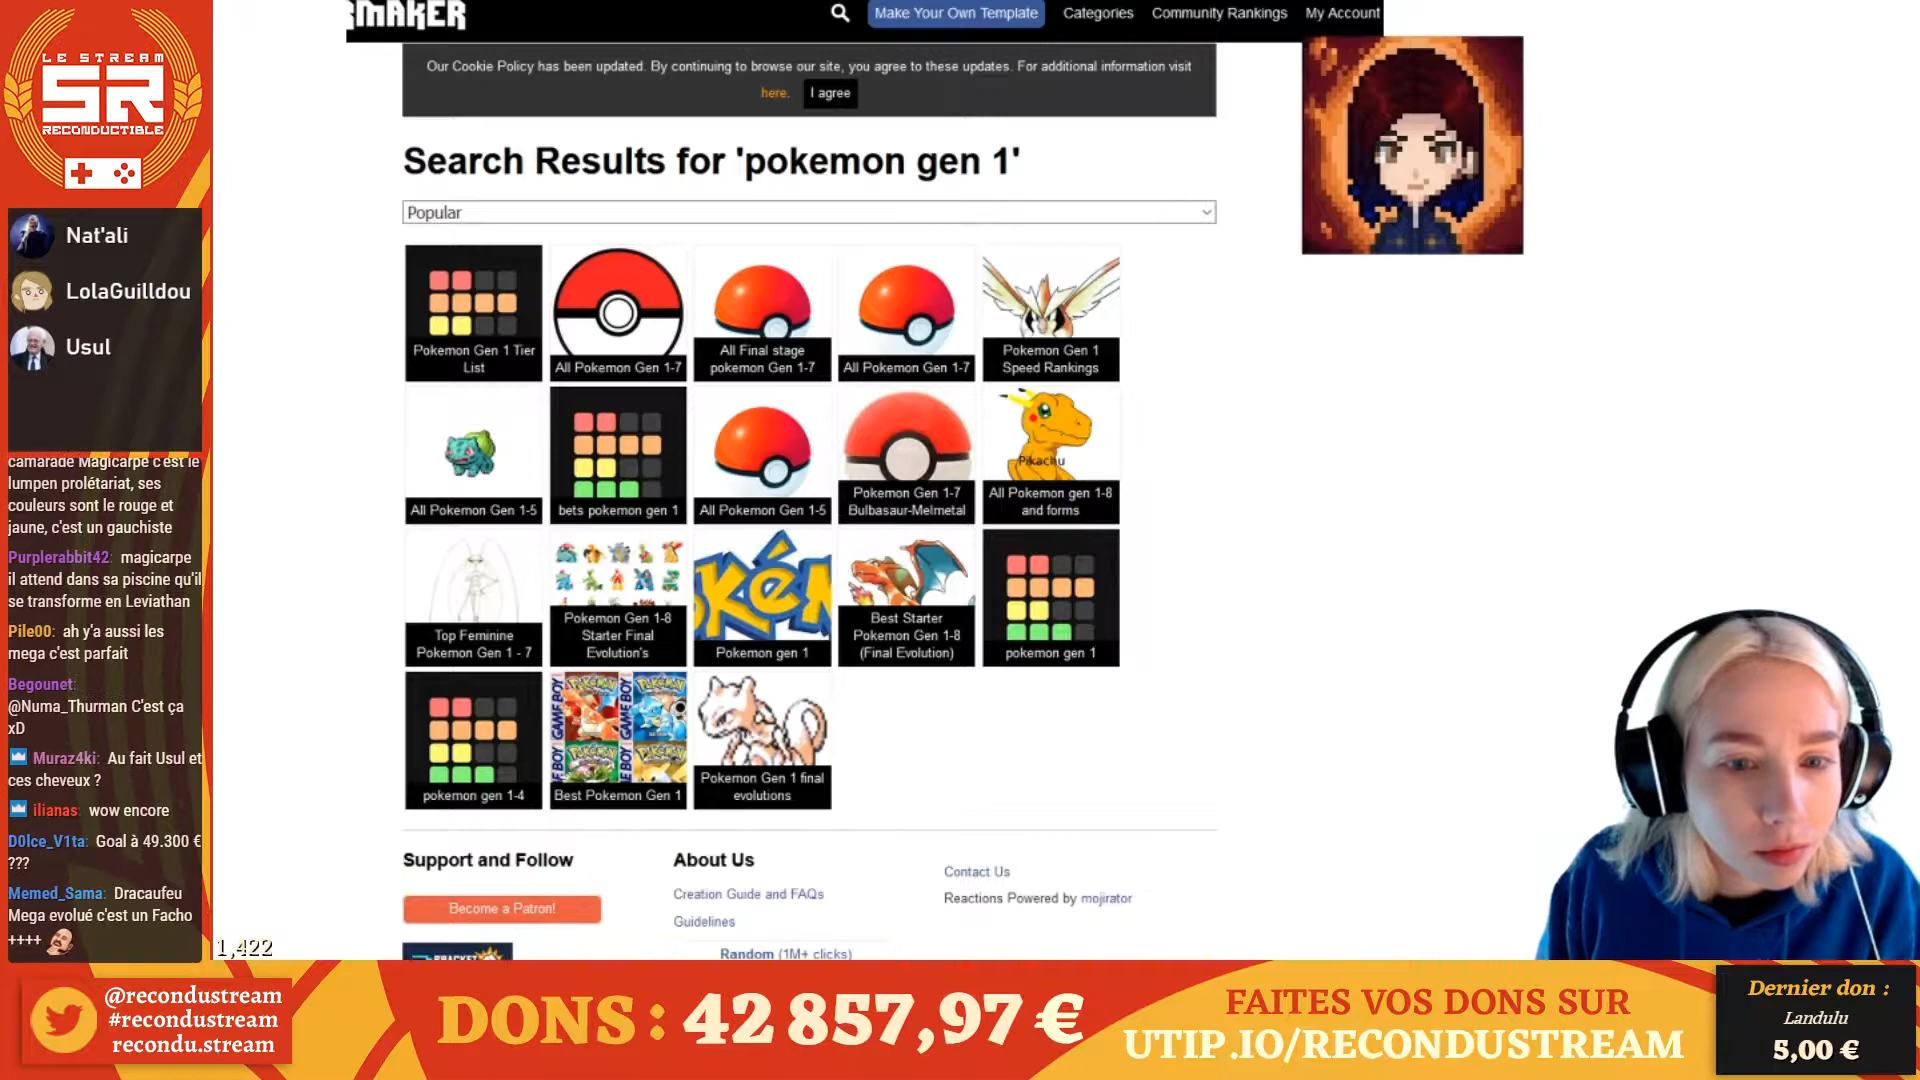 LE STREAM
SR
RECONDUCTIBLE
Nat'ali
LolaGuilldou
Usul
camarade Magicarpe c'est le
lumpen prolétariat, ses
couleurs sont le rouge et
jaune, c'est un gauchiste
Purplerabbit42: magicarpe
il attend dans sa piscine qu'il
se transforme en Leviathan
Pile00: ah y'a aussi les
mega c'est parfait
Begounet:
@Numa_Thurman C'est ça
xD
Muraz4ki: Au fait Usul et
ces cheveux ?
ilianas: wow encore
D0lce_V1ta: Goal à 49.300 €
???
Memed_Sama: Dracaufeu
Mega evolué c'est un Facho
++++
1,422
RMAKER
Make Your Own Template
Categories
Community Rankings
My Account
Our Cookie Policy has been updated. By continuing to browse our site, you agree to these updates. For additional information visit
here. I agree
Search Results for 'pokemon gen 1'
Popular
Pokemon Gen 1 Tier
List
All Pokemon Gen 1-7
All Final stage
pokemon Gen 1-7
All Pokemon Gen 1-7
Pokemon Gen 1
Speed Rankings
All Pokemon Gen 1-5
bets pokemon gen 1
All Pokemon Gen 1-5
Pokemon Gen 1-7
Bulbasaur-Melmetal
Pikachu
All Pokemon gen 1-8
and forms
Top Feminine
Pokemon Gen 1 - 7
Pokemon Gen 1-8
Starter Final
Evolution's
Pokém
Pokemon gen 1
Best Starter
Pokemon Gen 1-8
(Final Evolution)
pokemon gen 1
pokemon gen 1-4
GAME BOY
POKéMON
GAME BOY
POKéMON
Best Pokemon Gen 1
Pokemon Gen 1 final
evolutions
Support and Follow
Become a Patron!
BRACKET
About Us
Creation Guide and FAQs
Guidelines
Random (1M+ clicks)
Contact Us
Reactions Powered by mojirator
@recondustream
#recondustream
recondu.stream
DONS : 42 857,97 €
FAITES VOS DONS SUR
UTIP.IO/RECONDUSTREAM
Dernier don :
Landulu
5,00 €